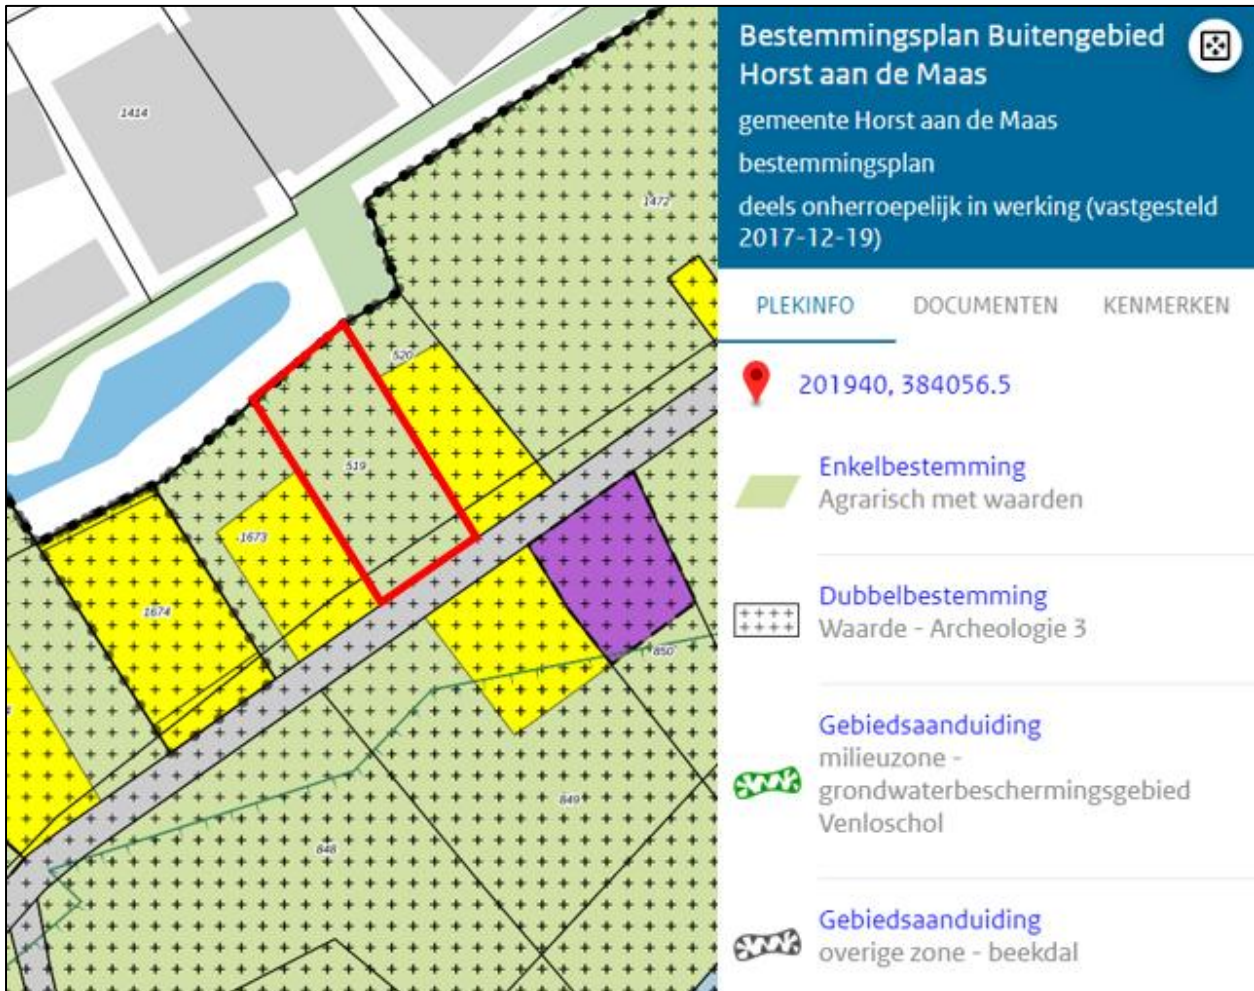 1414
1472
520
519
1673
1674
850
849
848
Bestemmingsplan Buitengebied
Horst aan de Maas
gemeente Horst aan de Maas
bestemmingsplan
deels onherroepelijk in werking (vastgesteld
2017-12-19)
PLEKINFO DOCUMENTEN KENMERKEN
201940, 384056.5
Enkelbestemming
Agrarisch met waarden
Dubbelbestemming
Waarde - Archeologie 3
Gebiedsaanduiding
milieuzone -
grondwaterbeschermingsgebied
Venloschol
Gebiedsaanduiding
overige zone - beekdal